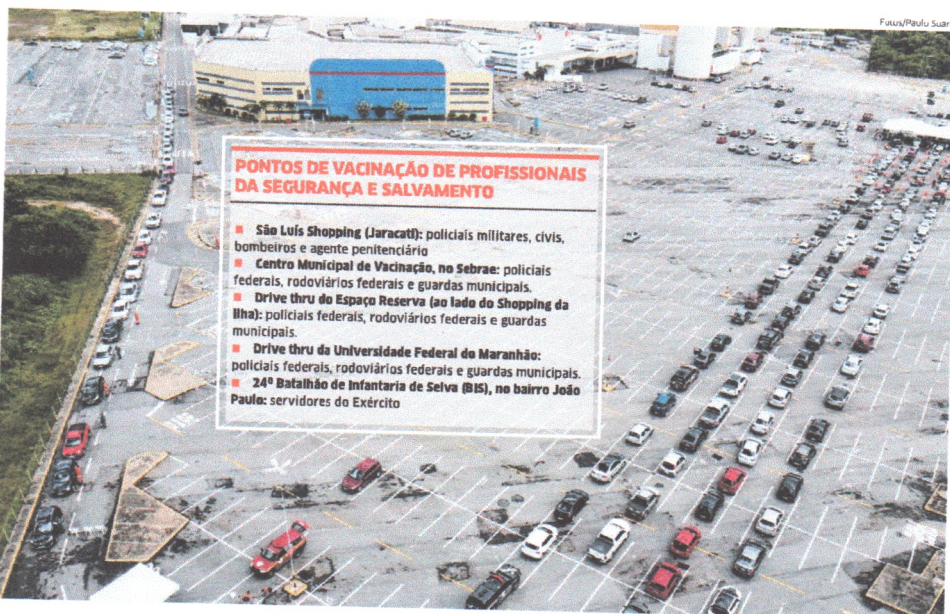 Fotos/Paulo Soar
PONTOS DE VACINAÇÃO DE PROFISSIONAIS
DA SEGURANÇA E SALVAMENTO
■ São Luís Shopping (Jaracati): policiais militares, civis,
bombeiros e agente penitenciário
■ Centro Municipal de Vacinação, no Sebrae: policiais
federais, rodoviários federais e guardas municipais.
■ Drive thru do Espaço Reserva (ao lado do Shopping da
Ilha): policiais federais, rodoviários federais e guardas
municipais.
■ Drive thru da Universidade Federal do Maranhão:
policiais federais, rodoviários federais e guardas municipais.
■ 24º Batalhão de Infantaria de Selva (BIS), no bairro João
Paulo: servidores do Exército